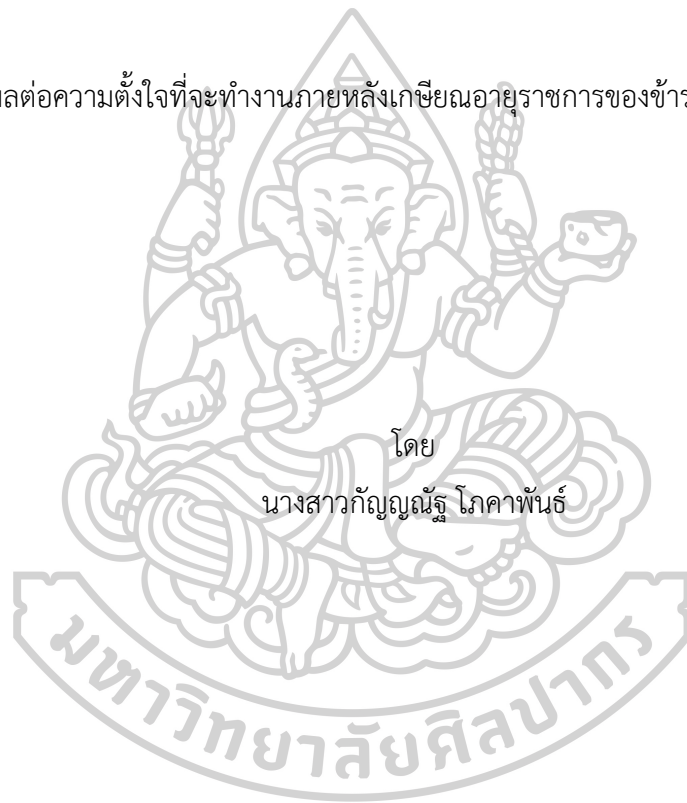 ผลต่อความตั้งใจที่จะทำงานภายหลังเกษียณอายุราชการของข้าร
โดย
นางสาวกัญญณัฐ โภคาพันธ์
มหาวิทยาลัยศิลปากร